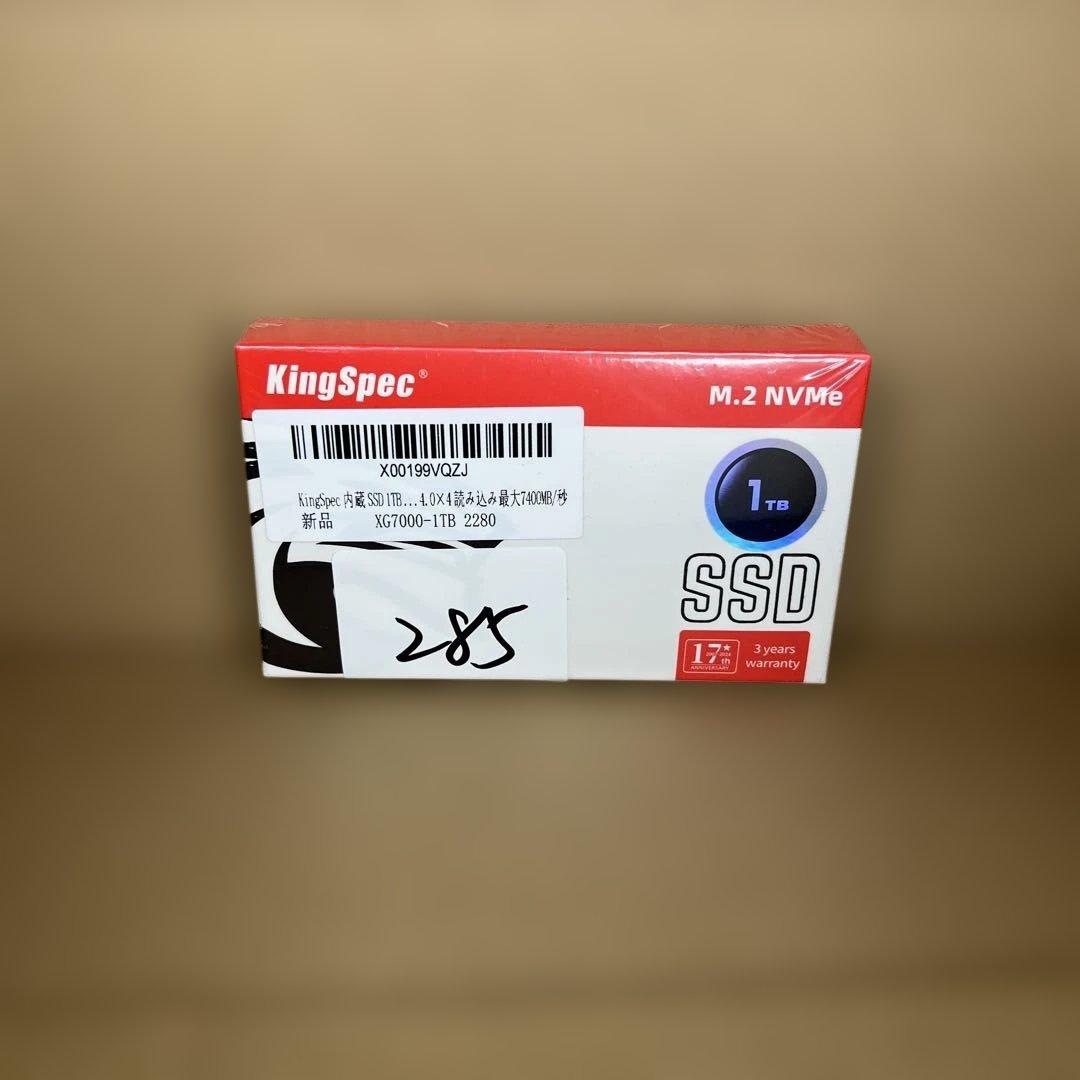 KingSpec®
M.2 NVMe
X00199VQZJ
KingSpec 内蔵SSD 1TB...4.0×4 読み込み最大7400MB/秒
新品 XG7000-1TB 2280
1TB
SSD
285
17th
ANNIVERSARY
3 years
warranty